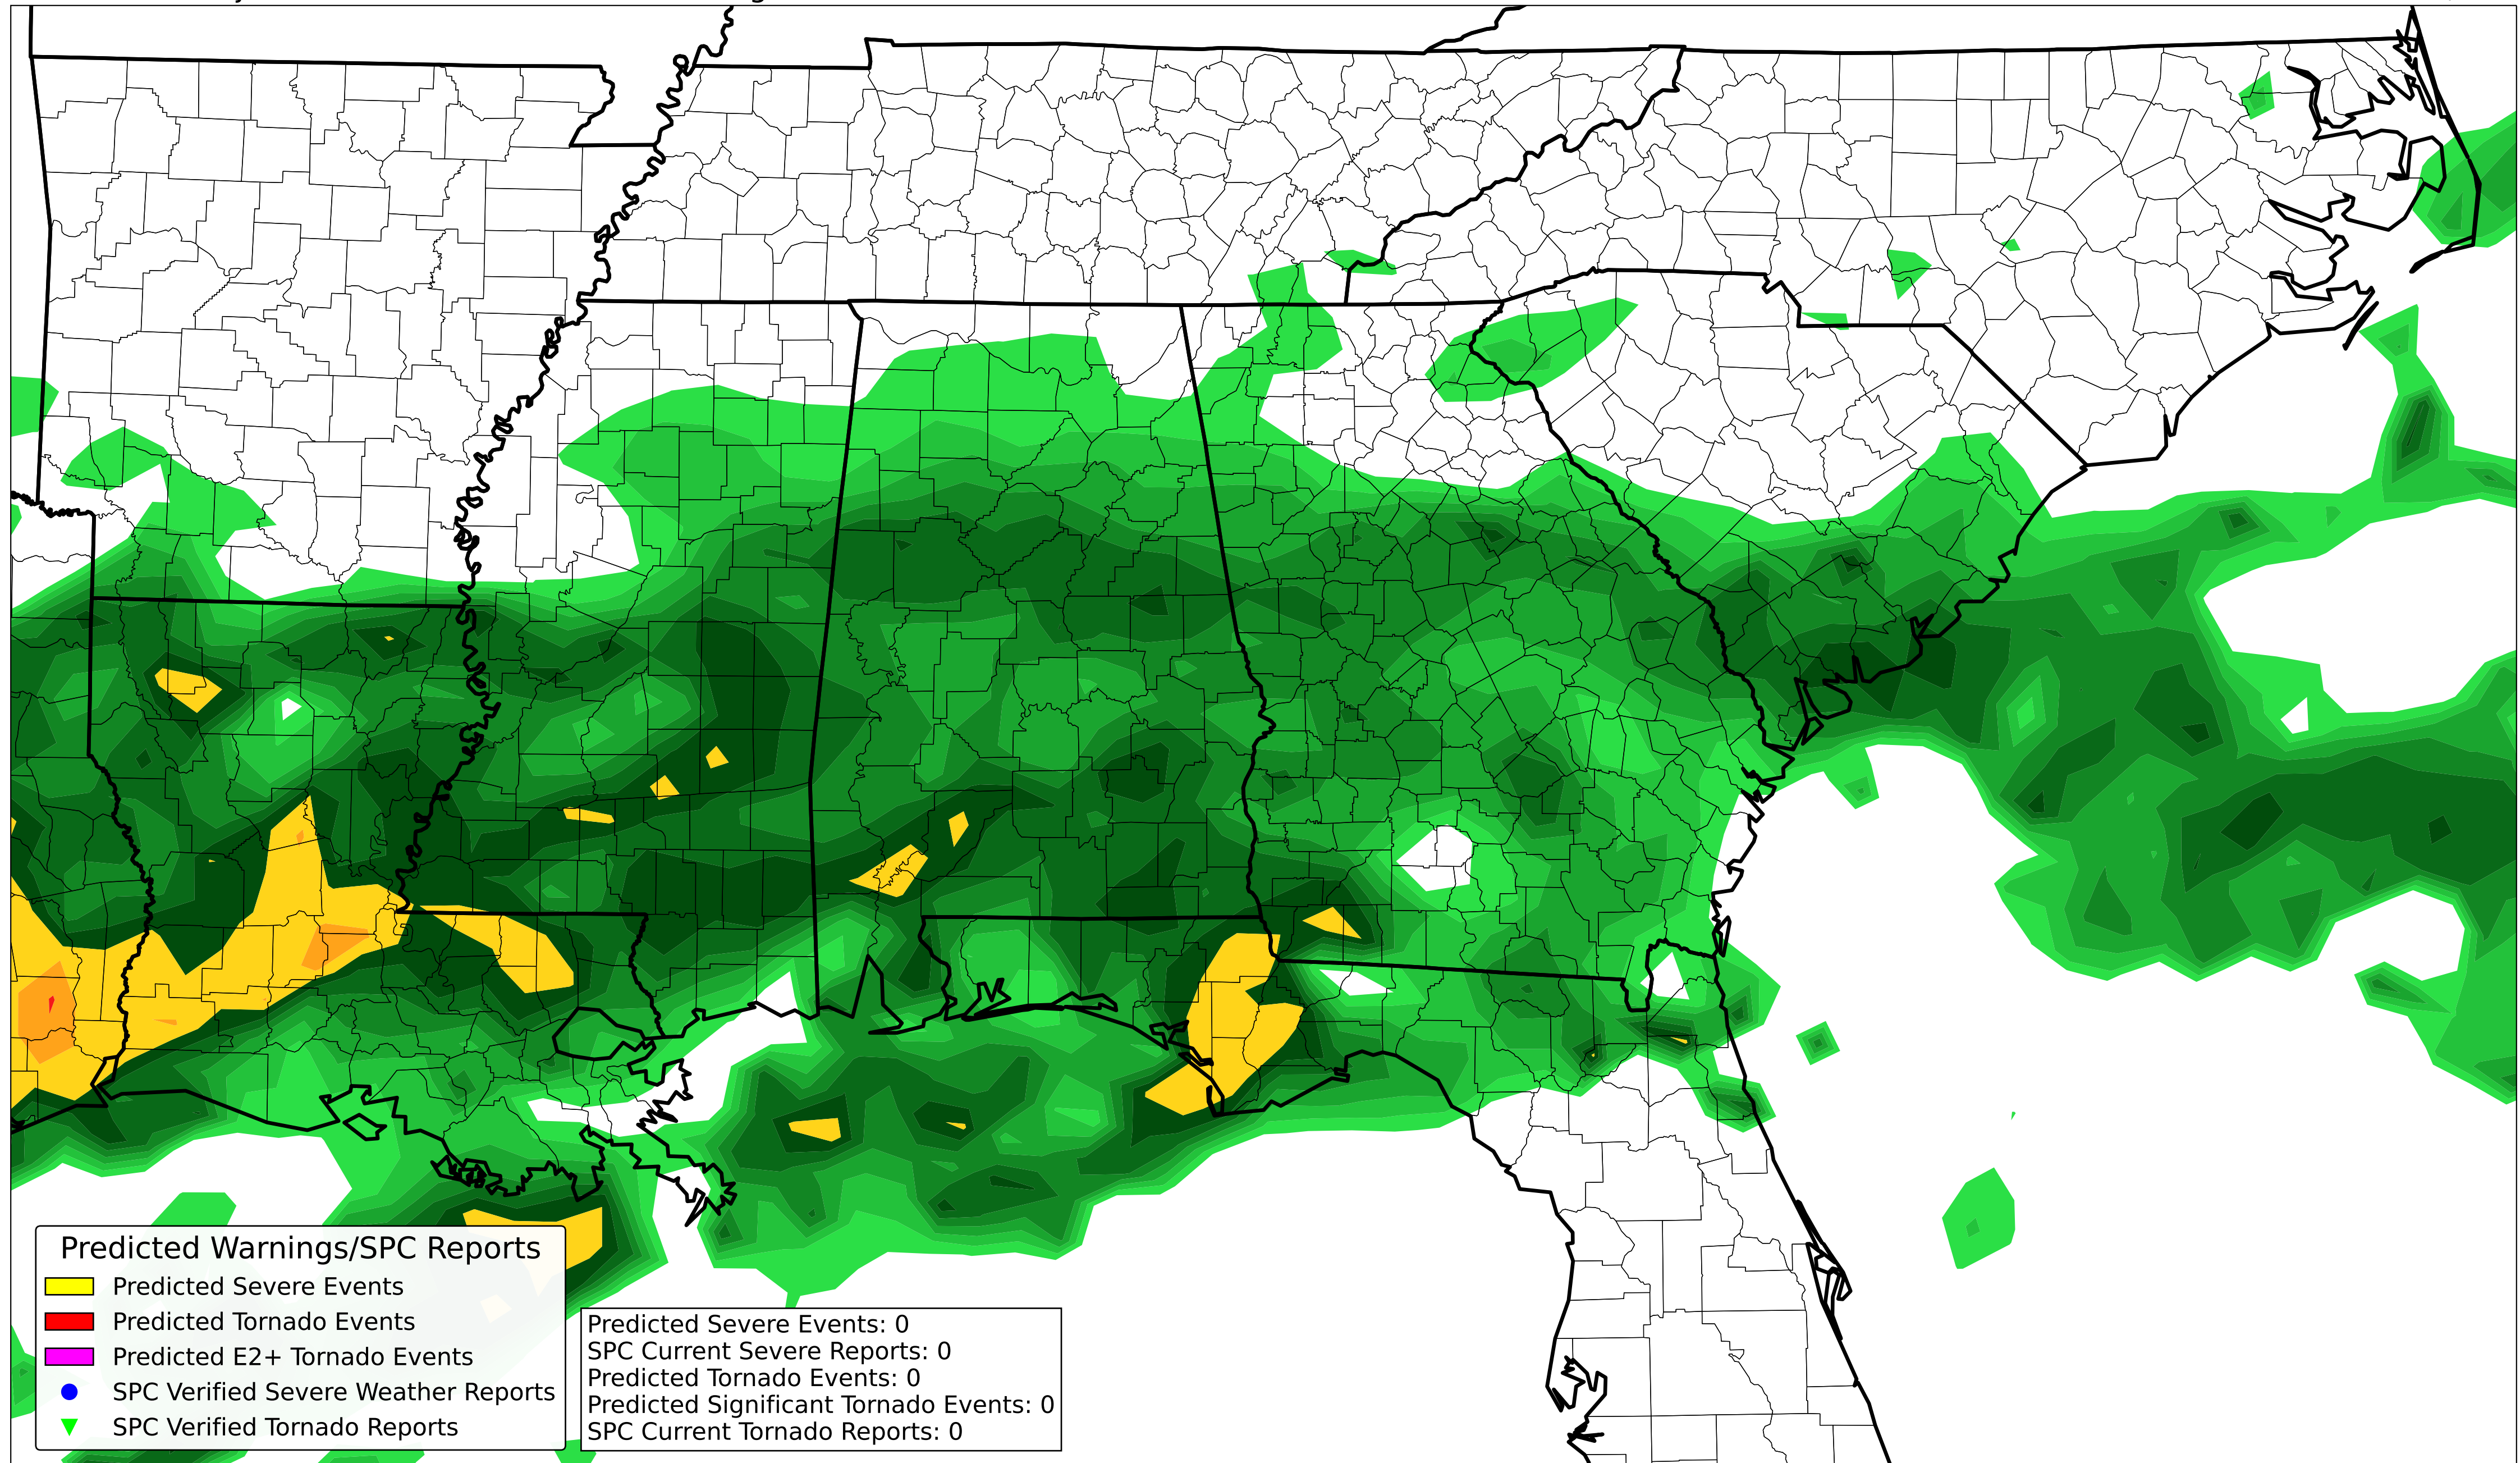 Predicted Warnings/SPC Reports
Predicted Severe Events
Predicted Tornado Events
Predicted E2+ Tornado Events
SPC Verified Severe Weather Reports
SPC Verified Tornado Reports
Predicted Severe Events: 0
SPC Current Severe Reports: 0
Predicted Tornado Events: 0
Predicted Significant Tornado Events: 0
SPC Current Tornado Reports: 0